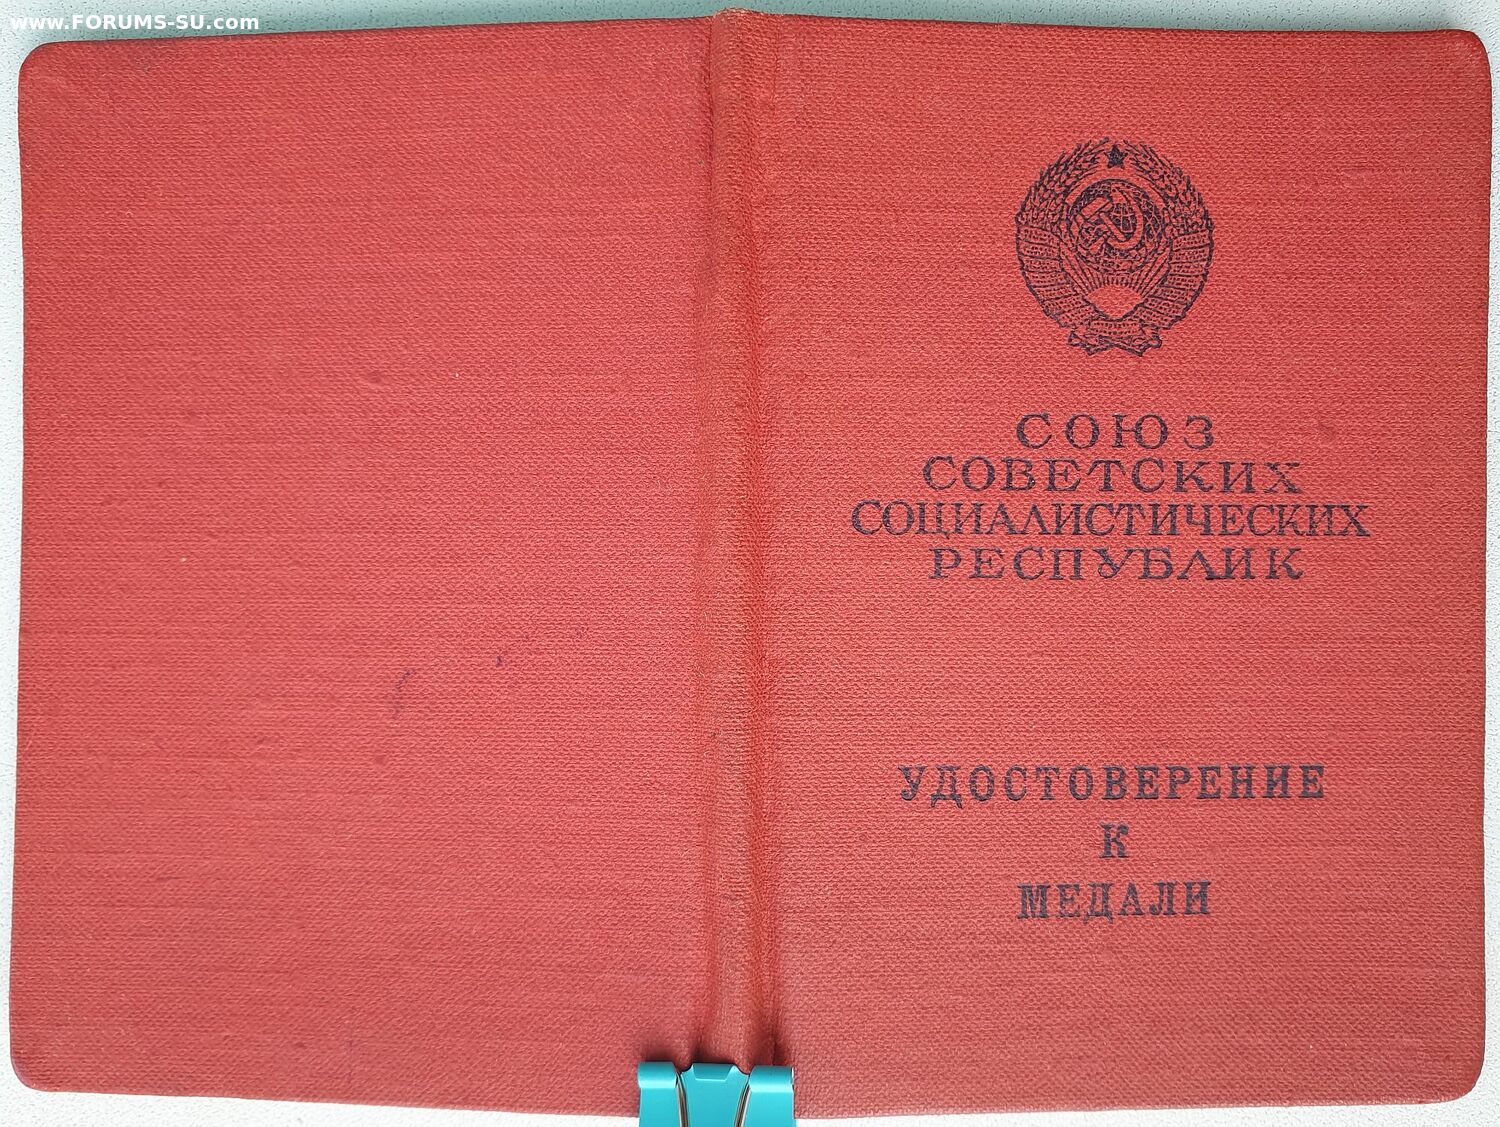 www.FORUMS-SU.com
СОЮЗ
СОВЕТСКИХ
СОЦИАЛИСТИЧЕСКИХ
РЕСПУБЛИК
УДОСТОВЕРЕНИЕ
К
МЕДАЛИ